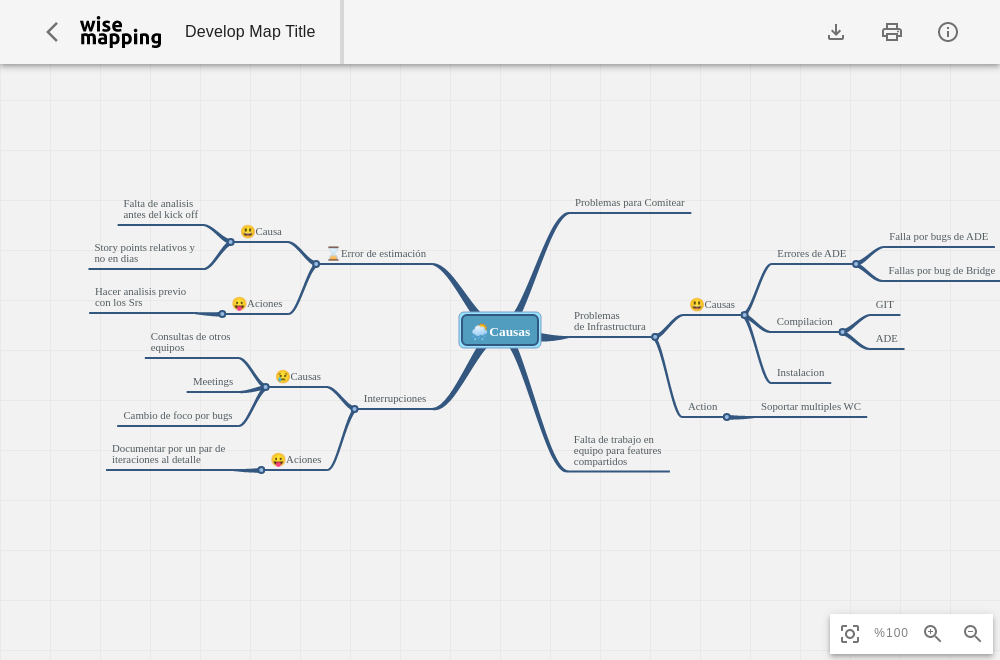 wise
mapping
Develop Map Title
Falta de analisis
antes del kick off
Story points relativos y
no en dias
Causa
Error de estimación
Hacer analisis previo
con los Srs
Aciones
Consultas de otros
equipos
Meetings
Causas
Cambio de foco por bugs
Interrupciones
Documentar por un par de
iteraciones al detalle
Aciones
Causas
Problemas para Comitear
Problemas
de Infrastructura
Causas
Errores de ADE
Falla por bugs de ADE
Fallas por bug de Bridge
Compilacion
GIT
ADE
Instalacion
Action
Soportar multiples WC
Falta de trabajo en
equipo para features
compartidos
%100